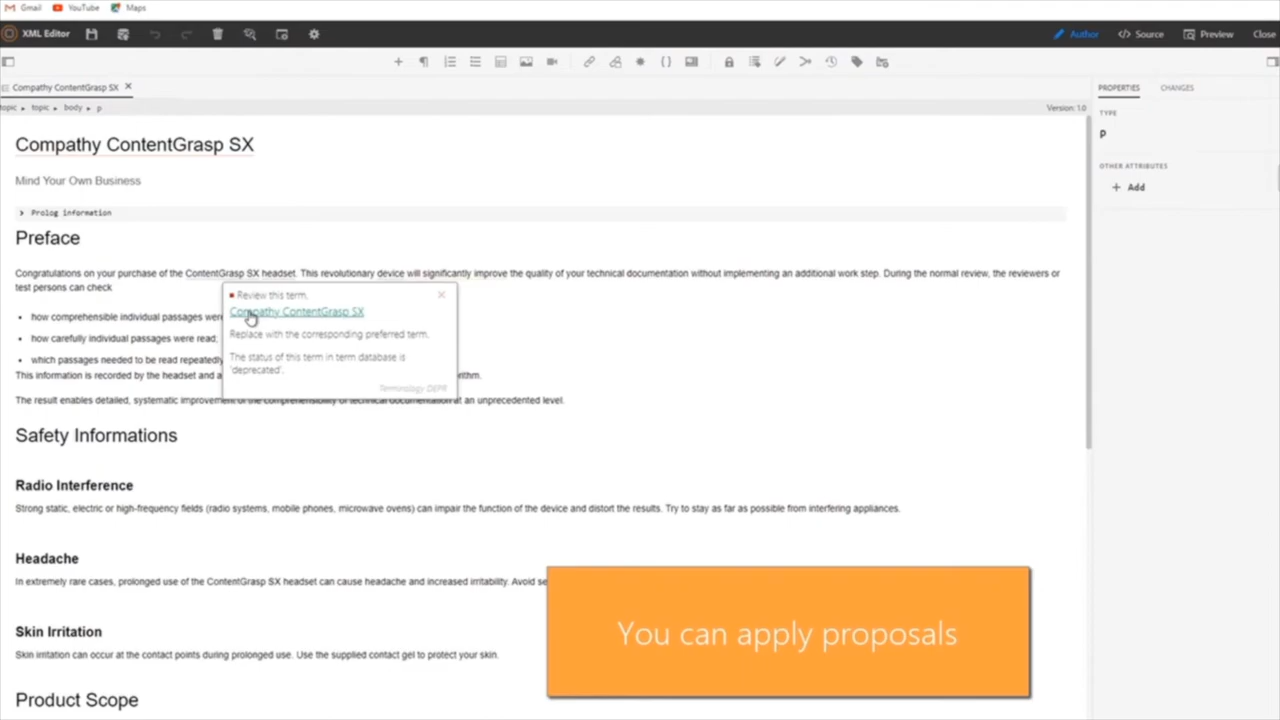 Gmail YouTube Maps
XML Editor Author Source Preview Close
Compathy ContentGrasp SX
topic topic body p Version: 1.0
PROPERTIES CHANGES
TYPE
p
OTHER ATTRIBUTES
Add
Compathy ContentGrasp SX
Mind Your Own Business
Prolog information
Preface
Congratulations on your purchase of the ContentGrasp SX headset. This revolutionary device will significantly improve the quality of your technical documentation without implementing an additional work step. During the normal review, the reviewers or
test persons can check
how comprehensible individual passages were
how carefully individual passages were read;
which passages needed to be read repeatedly
This information is recorded by the headset and a
The result enables detailed, systematic improvement of the comprehensibility of technical documentation at an unprecedented level.
Review this term.
Compathy ContentGrasp SX
Replace with the corresponding preferred term.
The status of this term in term database is
'deprecated'.
Terminology DEPR
Safety Informations
Radio Interference
Strong static, electric or high-frequency fields (radio systems, mobile phones, microwave ovens) can impair the function of the device and distort the results. Try to stay as far as possible from interfering appliances.
Headache
In extremely rare cases, prolonged use of the ContentGrasp SX headset can cause headache and increased irritability. Avoid se
Skin Irritation
Skin irritation can occur at the contact points during prolonged use. Use the supplied contact gel to protect your skin.
Product Scope
You can apply proposals